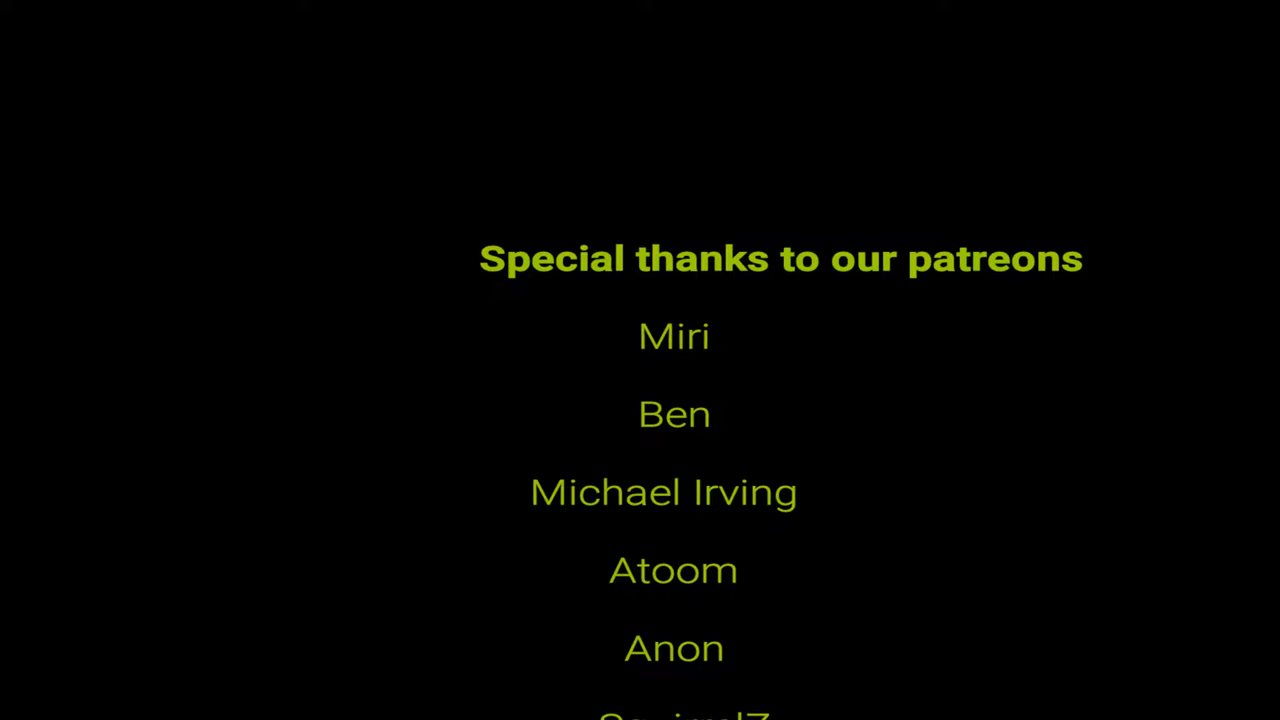 Special thanks to our patreons
Miri
Ben
Michael Irving
Atoom
Anon